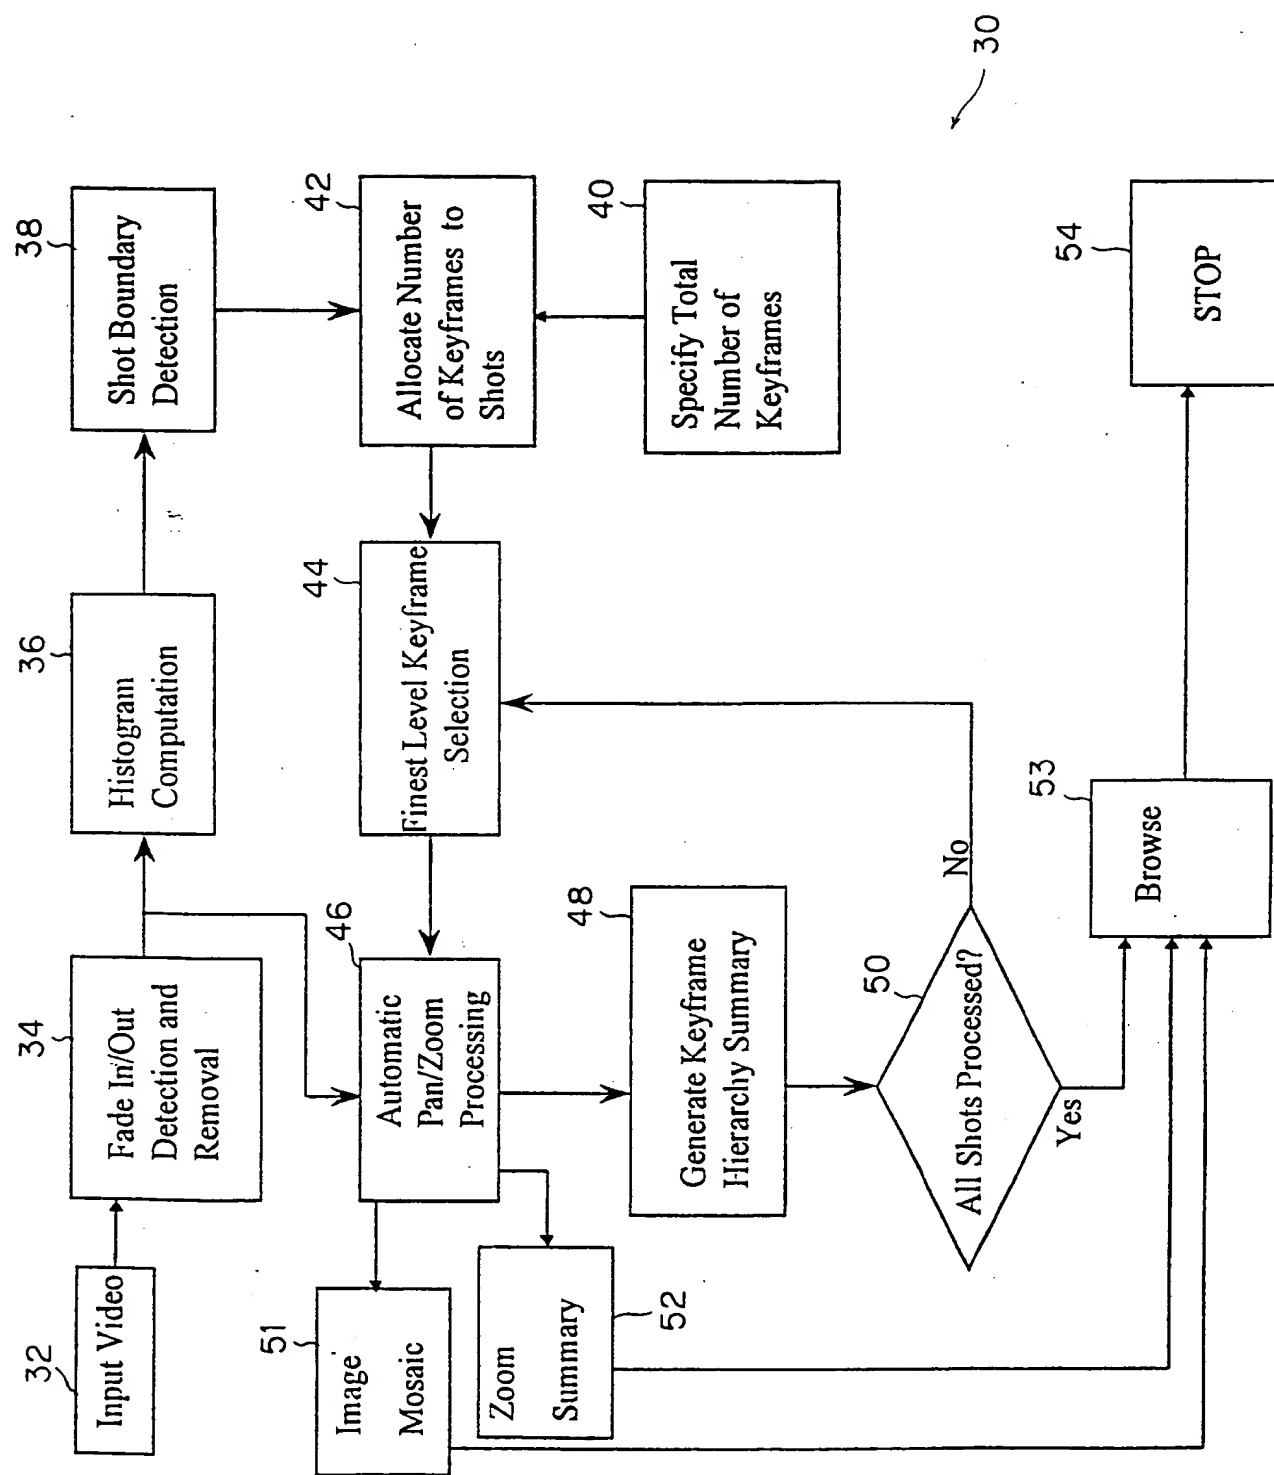 32
Input Video
34
Fade In/Out
Detection and
Removal
36
Histogram
Computation
38
Shot Boundary
Detection
42
Allocate Number
of Keyframes to
Shots
40
Specify Total
Number of
Keyframes
44
Finest Level Keyframe
Selection
46
Automatic
Pan/Zoom
Processing
51
Image
Mosaic
52
Zoom
Summary
48
Generate Keyframe
Hierarchy Summary
50
All Shots Processed?
No
Yes
53
Browse
54
STOP
30